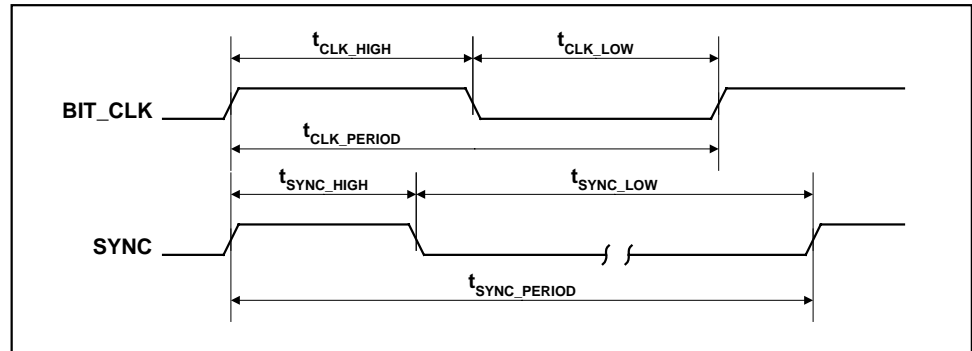 tCLK_HIGH tCLK_LOW
BIT_CLK
tCLK_PERIOD
tSYNC_HIGH tSYNC_LOW
SYNC
tSYNC_PERIOD